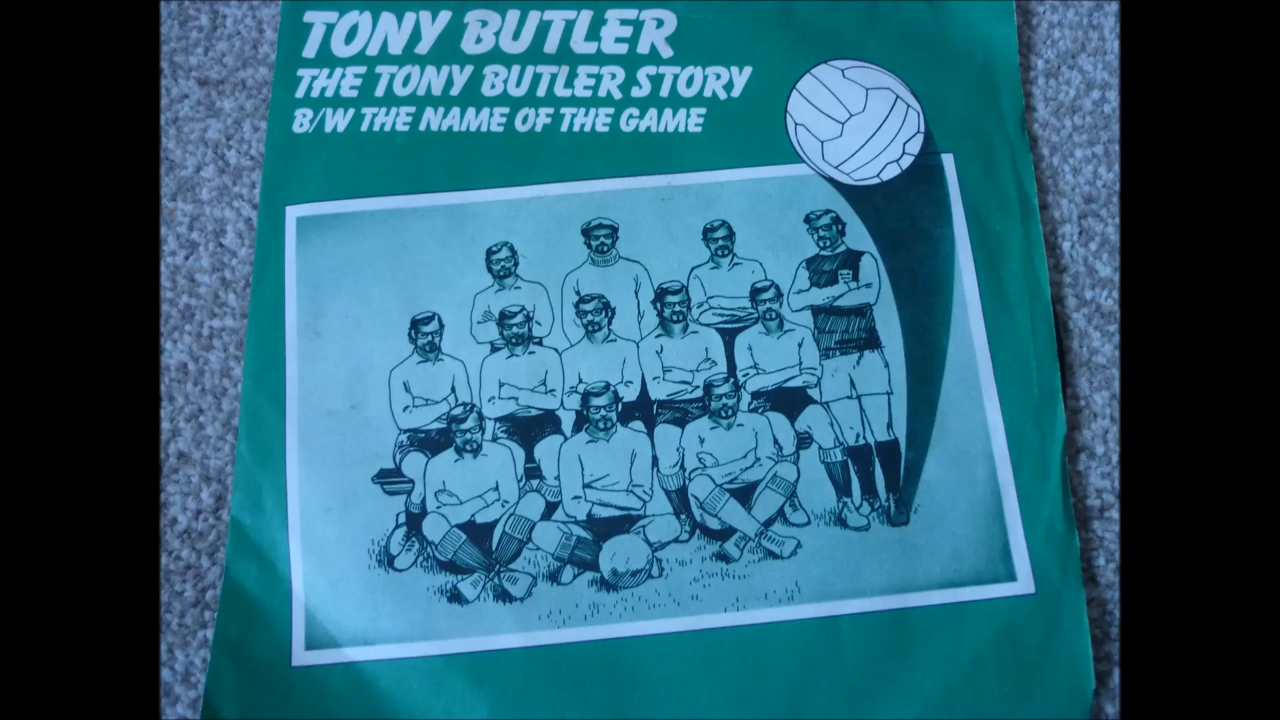 TONY BUTLER
THE TONY BUTLER STORY
B/W THE NAME OF THE GAME